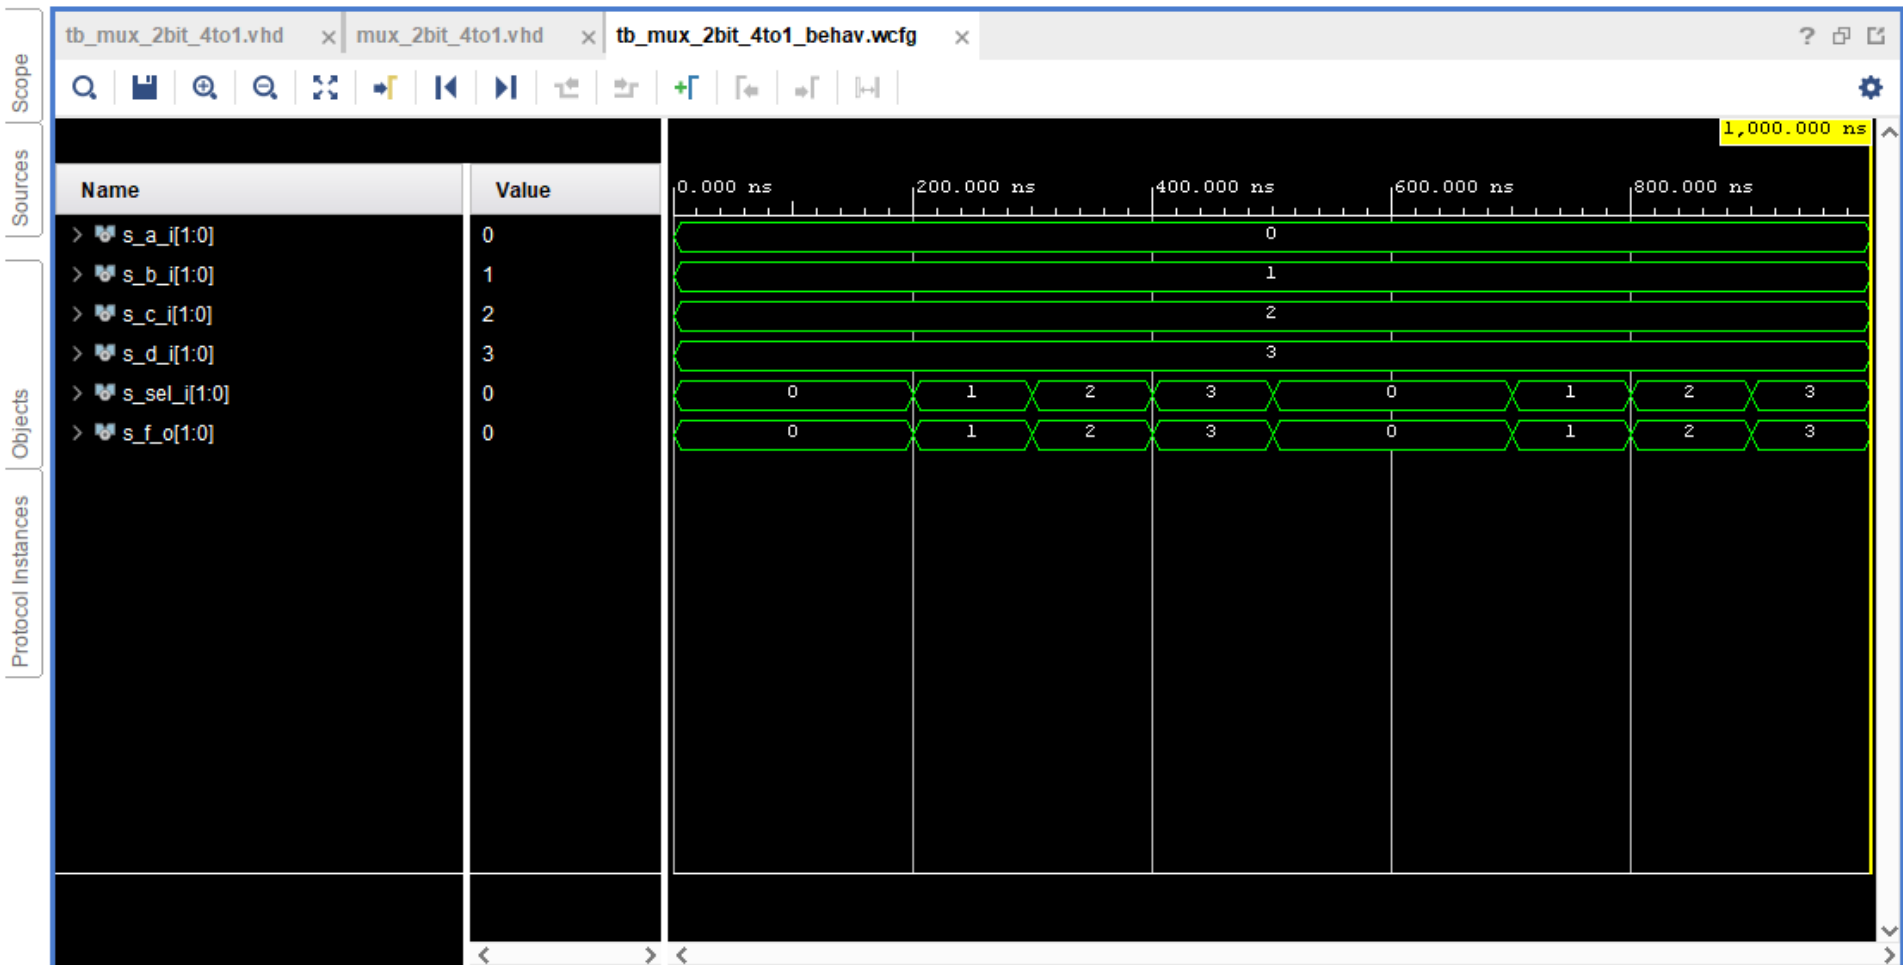 tb_mux_2bit_4to1.vhd mux_2bit_4to1.vhd tb_mux_2bit_4to1_behav.wcfg
Scope
Sources
Objects
Protocol Instances
1,000.000 ns
Name Value 0.000 ns 200.000 ns 400.000 ns 600.000 ns 800.000 ns
s_a_i[1:0] 0 0
s_b_i[1:0] 1 1
s_c_i[1:0] 2 2
s_d_i[1:0] 3 3
s_sel_i[1:0] 0 0 1 2 3 0 1 2 3
s_f_o[1:0] 0 0 1 2 3 0 1 2 3